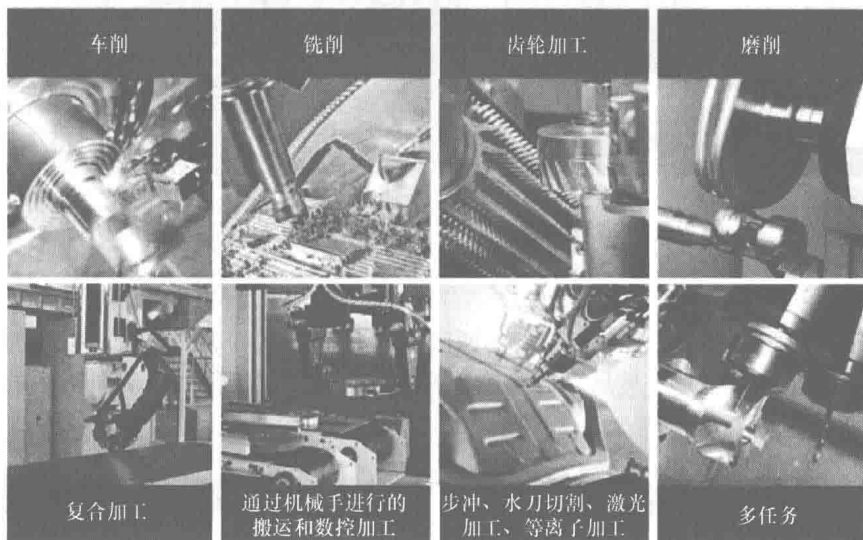 车削
铣削
齿轮加工
磨削
复合加工
通过机械手进行的
搬运和数控加工
步冲、水刀切割、激光
加工、等离子加工
多任务